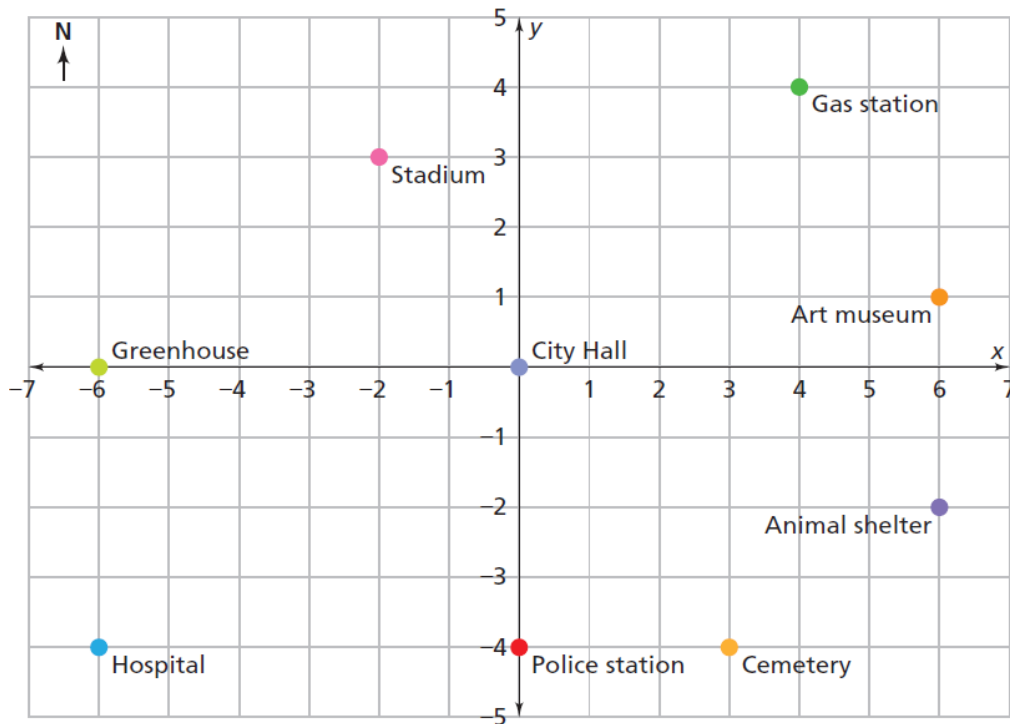 N
5
y
4
Gas station
3
Stadium
2
1
Art museum
Greenhouse
City Hall
x
−7 −6 −5 −4 −3 −2 −1 1 2 3 4 5 6 7
−1
−2
Animal shelter
−3
−4
Hospital
Police station
Cemetery
−5